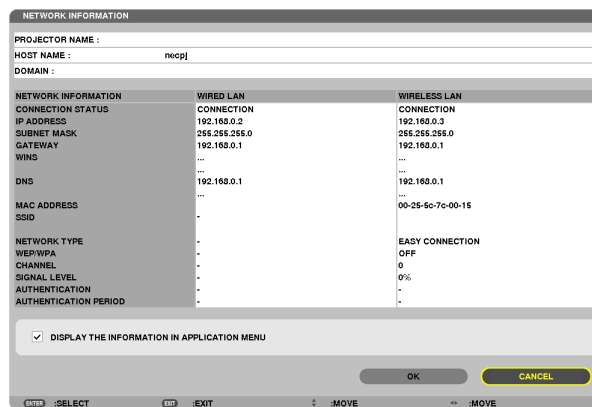 NETWORK INFORMATION
PROJECTOR NAME :
HOST NAME : necpj
DOMAIN :
NETWORK INFORMATION WIRED LAN WIRELESS LAN
CONNECTION STATUS CONNECTION CONNECTION
IP ADDRESS 192.168.0.2 192.168.0.3
SUBNET MASK 255.255.255.0 255.255.255.0
GATEWAY 192.168.0.1 192.168.0.1
WINS ... ...
... ...
DNS 192.168.0.1 192.168.0.1
... ...
MAC ADDRESS 00-25-5c-7c-00-15
SSID -
NETWORK TYPE - EASY CONNECTION
WEP/WPA - OFF
CHANNEL - 0
SIGNAL LEVEL - 0%
AUTHENTICATION - -
AUTHENTICATION PERIOD - -
DISPLAY THE INFORMATION IN APPLICATION MENU
OK CANCEL
ENTER :SELECT EXIT :EXIT :MOVE :MOVE